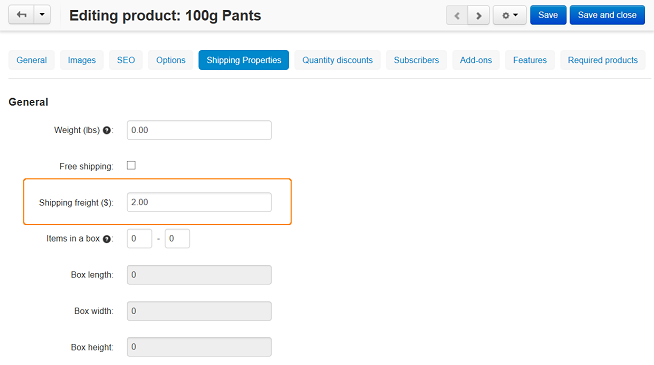 Editing product: 100g Pants
Save
Save and close
General Images SEO Options Shipping Properties Quantity discounts Subscribers Add-ons Features Required products
General
Weight (lbs) ?: 0.00
Free shipping:
Shipping freight ($): 2.00
Items in a box ?: 0 - 0
Box length: 0
Box width: 0
Box height: 0